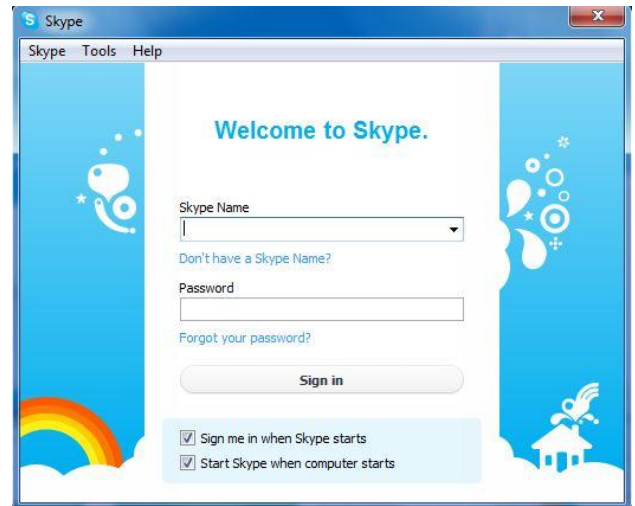 Skype
Skype Tools Help
Welcome to Skype.
Skype Name
Don't have a Skype Name?
Password
Forgot your password?
Sign in
Sign me in when Skype starts
Start Skype when computer starts